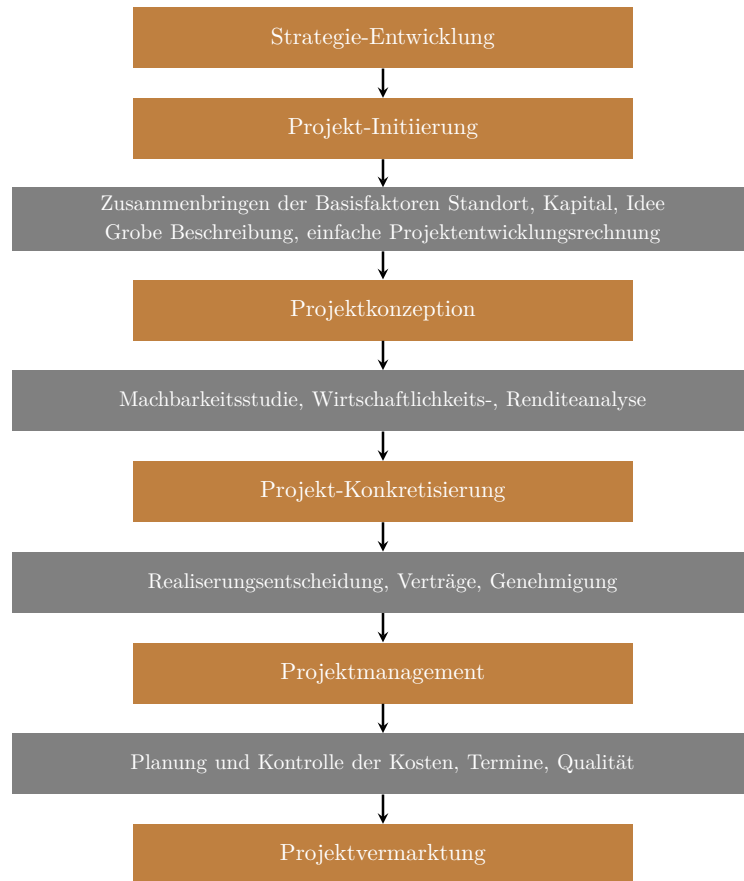 Strategie-Entwicklung
Projekt-Initiierung
Zusammenbringen der Basisfaktoren Standort, Kapital, Idee
Grobe Beschreibung, einfache Projektentwicklungsrechnung
Projektkonzeption
Machbarkeitsstudie, Wirtschaftlichkeits-, Renditeanalyse
Projekt-Konkretisierung
Realiserungsentscheidung, Verträge, Genehmigung
Projektmanagement
Planung und Kontrolle der Kosten, Termine, Qualität
Projektvermarktung